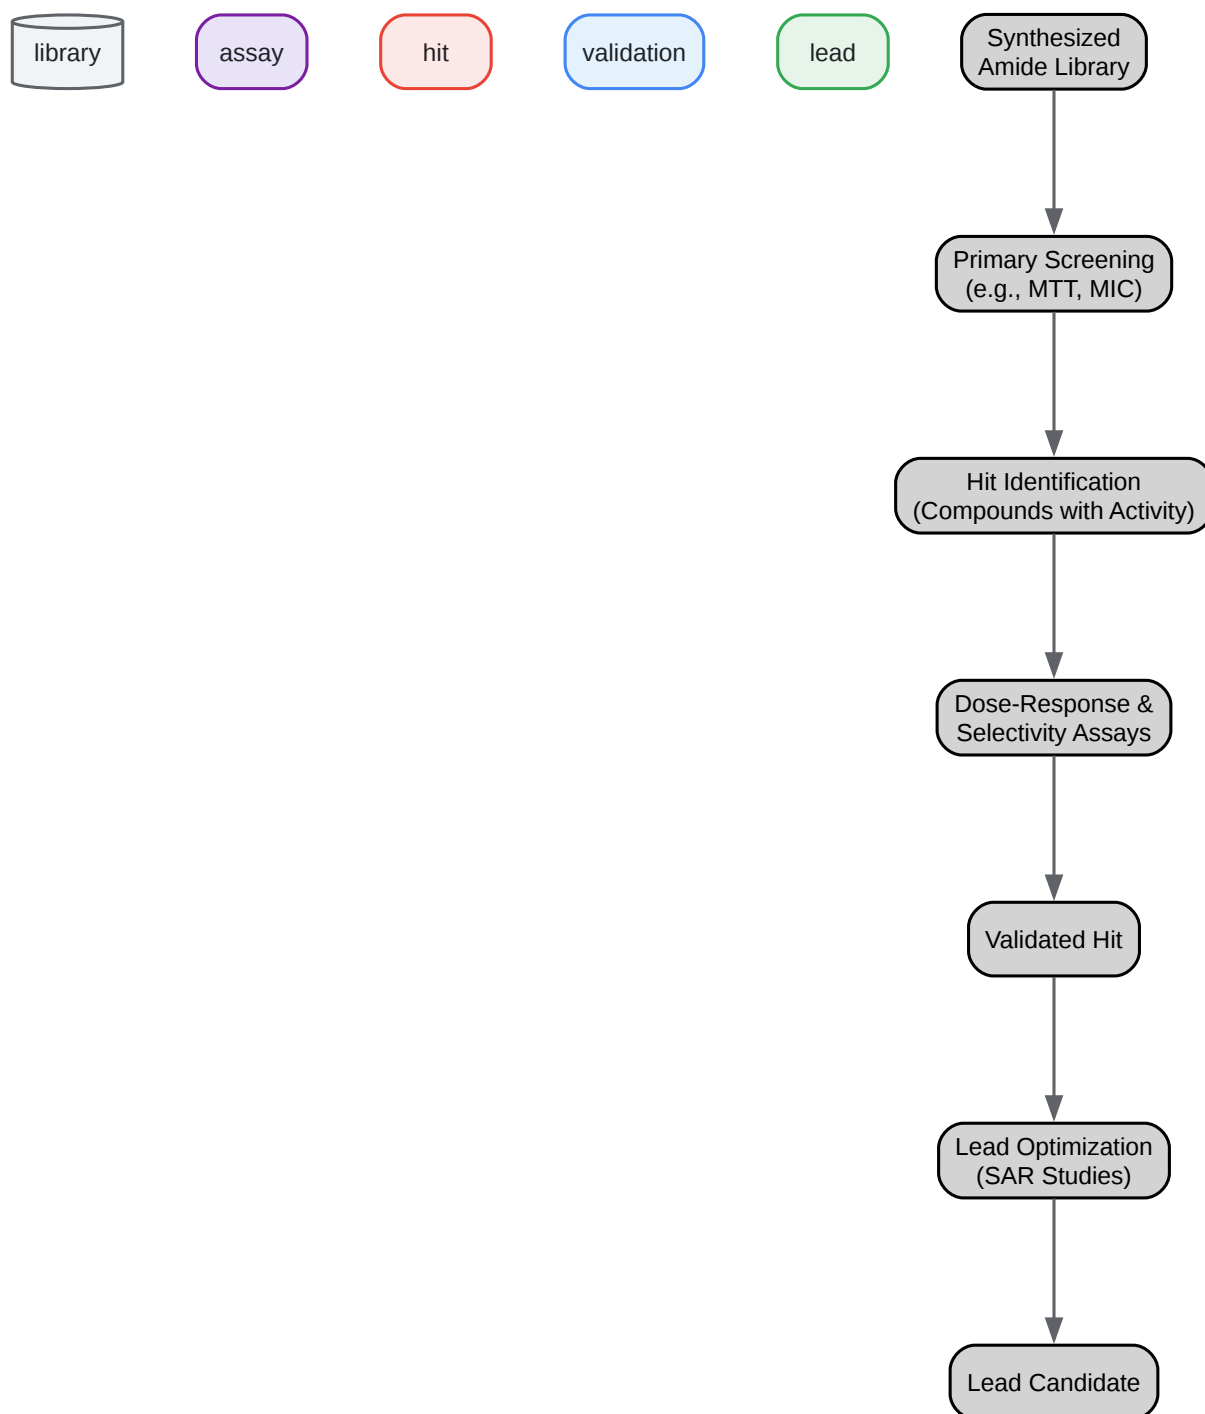 library
assay
hit
validation
lead
Synthesized
Amide Library
Primary Screening
(e.g., MTT, MIC)
Hit Identification
(Compounds with Activity)
Dose-Response &
Selectivity Assays
Validated Hit
Lead Optimization
(SAR Studies)
Lead Candidate